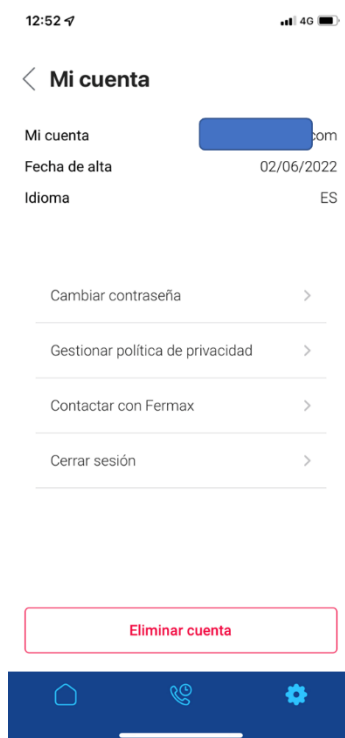 12:52
4G
Mi cuenta
Mi cuenta com
Fecha de alta 02/06/2022
Idioma ES
Cambiar contraseña
Gestionar política de privacidad
Contactar con Fermax
Cerrar sesión
Eliminar cuenta